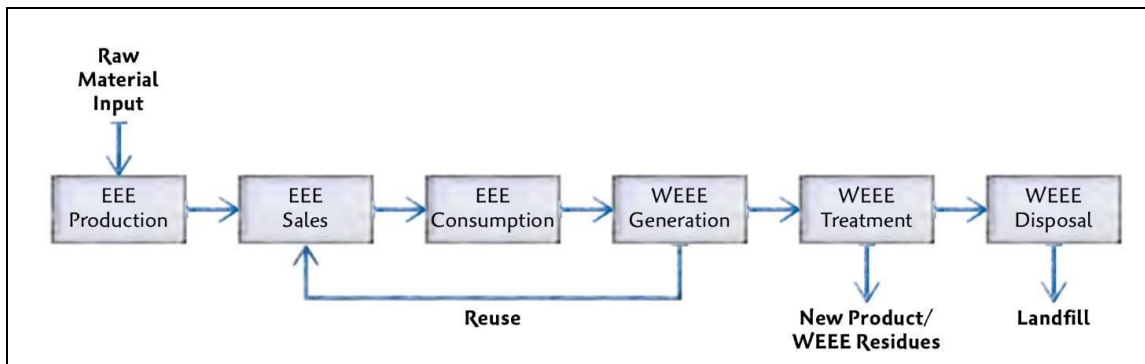 Raw
Material
Input
EEE
Production
EEE
Sales
EEE
Consumption
WEEE
Generation
WEEE
Treatment
WEEE
Disposal
Reuse
New Product/
WEEE Residues
Landfill